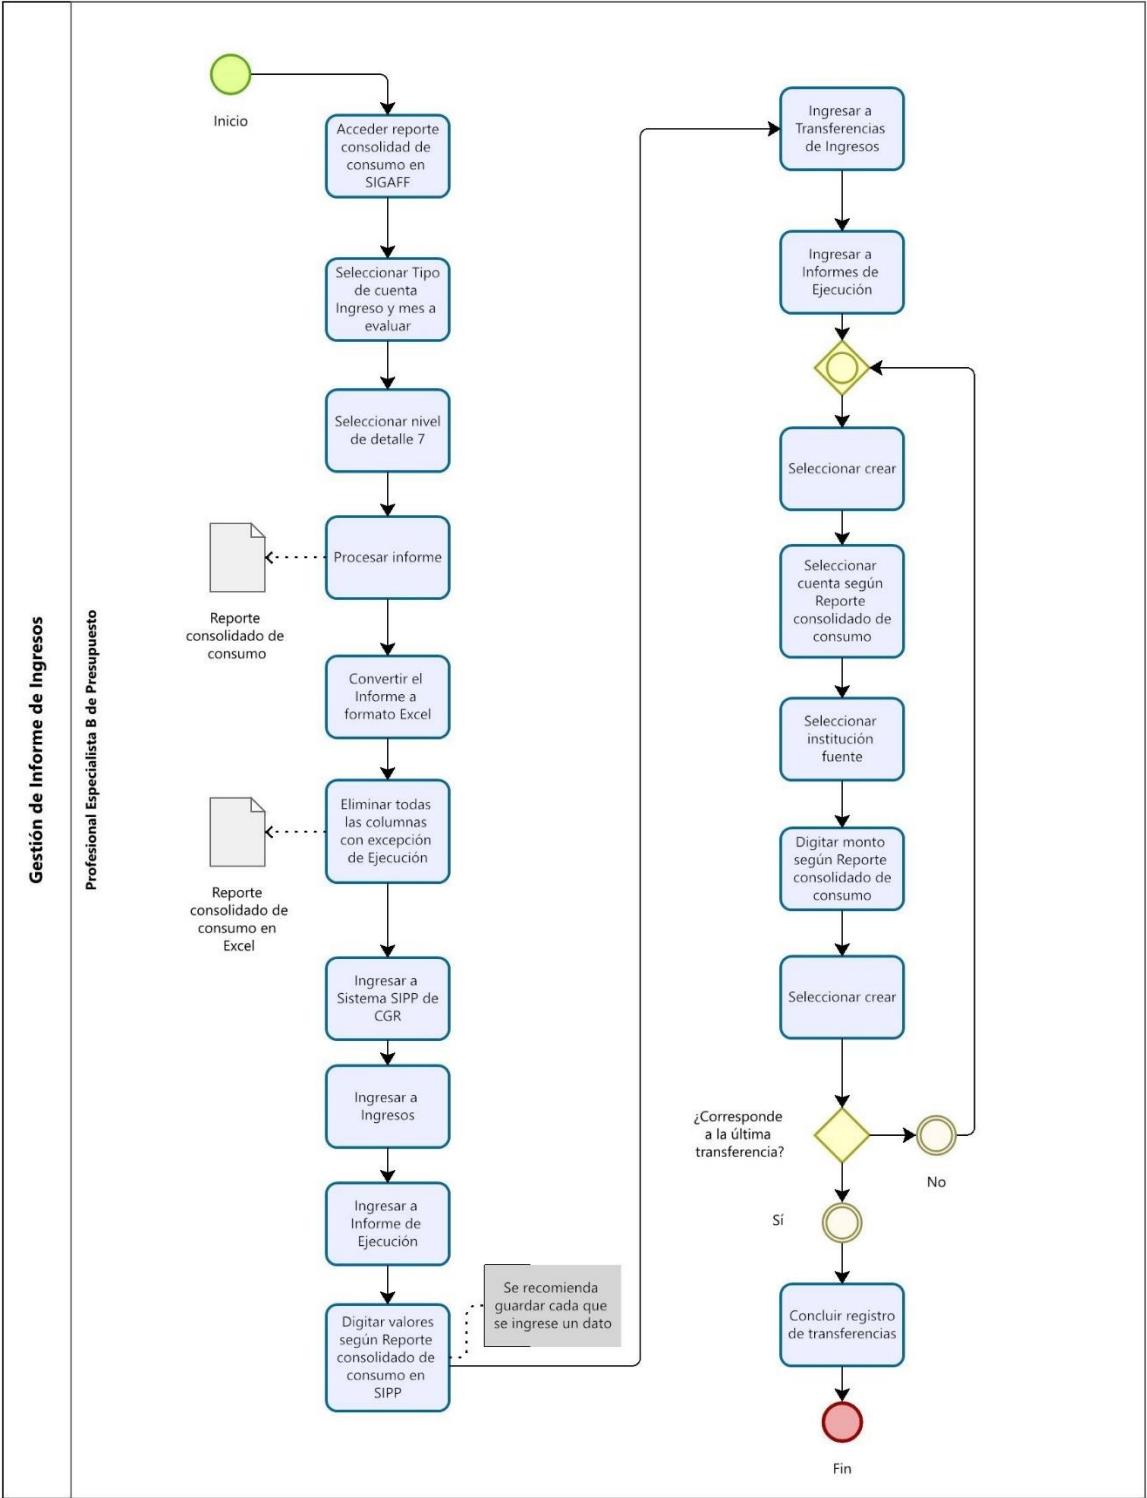 Gestión de Informe de Ingresos
Profesional Especialista B de Presupuesto
Inicio
Acceder reporte
consolidad de
consumo en
SIGAFF
Seleccionar Tipo
de cuenta
Ingreso y mes a
evaluar
Seleccionar nivel
de detalle 7
Procesar informe
Reporte
consolidado de
consumo
Convertir el
Informe a
formato Excel
Eliminar todas
las columnas
con excepción
de Ejecución
Reporte
consolidado de
consumo en
Excel
Ingresar a
Sistema SIPP de
CGR
Ingresar a
Ingresos
Ingresar a
Informe de
Ejecución
Digitar valores
según Reporte
consolidado de
consumo en
SIPP
Se recomienda
guardar cada que
se ingrese un dato
Ingresar a
Transferencias
de Ingresos
Ingresar a
Informes de
Ejecución
Seleccionar crear
Seleccionar
cuenta según
Reporte
consolidado de
consumo
Seleccionar
institución
fuente
Digitar monto
según Reporte
consolidado de
consumo
Seleccionar crear
¿Corresponde
a la última
transferencia?
No
Sí
Concluir registro
de transferencias
Fin